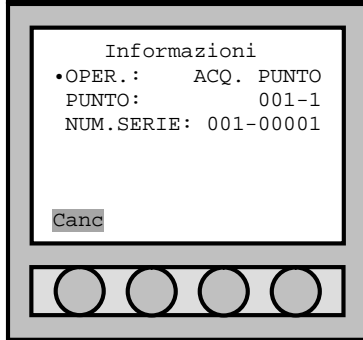 Informazioni
•OPER.: ACQ. PUNTO
PUNTO: 001-1
NUM.SERIE: 001-00001
Canc